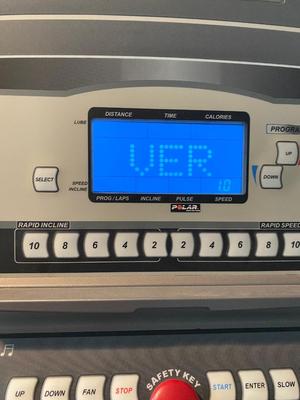 DISTANCE TIME CALORIES
LUBE
PROGRA
UP
VER
SELECT
DOWN
SPEED
INCLINE
10
PROG / LAPS INCLINE PULSE SPEED
POLAR
RAPID INCLINE RAPID SPEED
10 8 6 4 2 2 4 6 8 10
SAFETY KEY
UP DOWN FAN STOP START ENTER SLOW